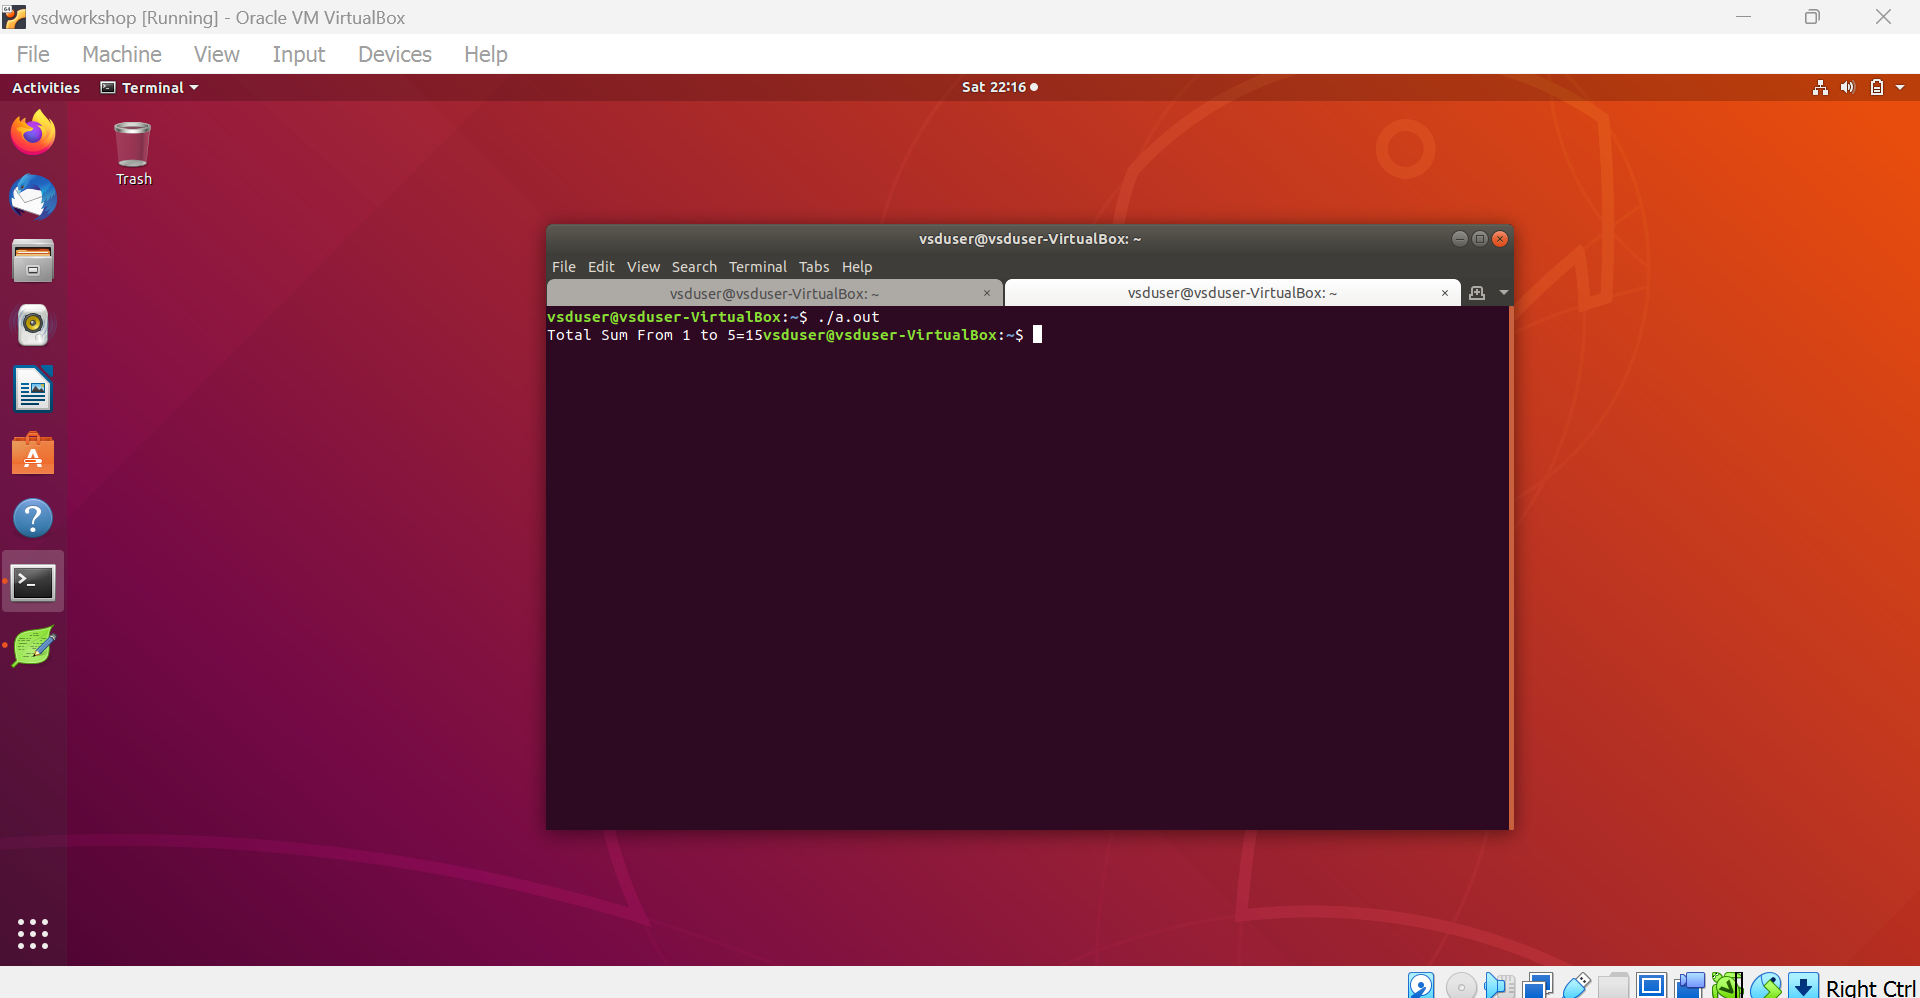 vsdworkshop [Running] - Oracle VM VirtualBox
File Machine View Input Devices Help
Activities Terminal Sat 22:16
Trash
vsduser@vsduser-VirtualBox: ~
File Edit View Search Terminal Tabs Help
vsduser@vsduser-VirtualBox: ~ × vsduser@vsduser-VirtualBox: ~ ×
vsduser@vsduser-VirtualBox:~$ ./a.out
Total Sum From 1 to 5=15vsduser@vsduser-VirtualBox:~$
Right Ctrl